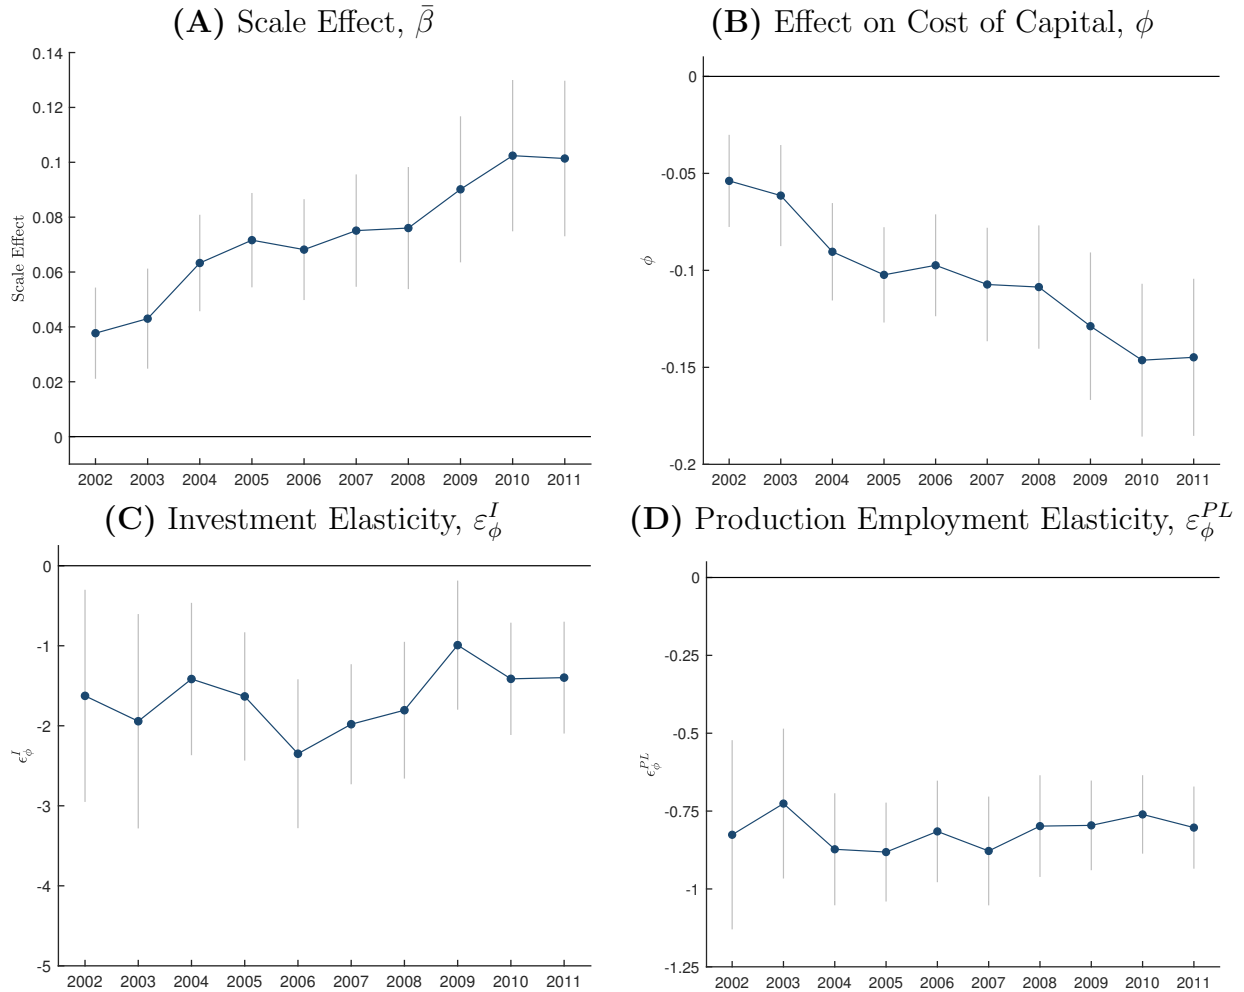 (A) Scale Effect, β̄
0.14
0.12
0.1
0.08
0.06
0.04
0.02
0
Scale Effect
2002 2003 2004 2005 2006 2007 2008 2009 2010 2011
(B) Effect on Cost of Capital, ϕ
0
-0.05
-0.1
-0.15
-0.2
ϕ
2002 2003 2004 2005 2006 2007 2008 2009 2010 2011
(C) Investment Elasticity, ε^I_ϕ
0
-1
-2
-3
-4
-5
ϵ^I_ϕ
2002 2003 2004 2005 2006 2007 2008 2009 2010 2011
(D) Production Employment Elasticity, ε^PL_ϕ
0
-0.25
-0.5
-0.75
-1
-1.25
ϵ^PL_ϕ
2002 2003 2004 2005 2006 2007 2008 2009 2010 2011